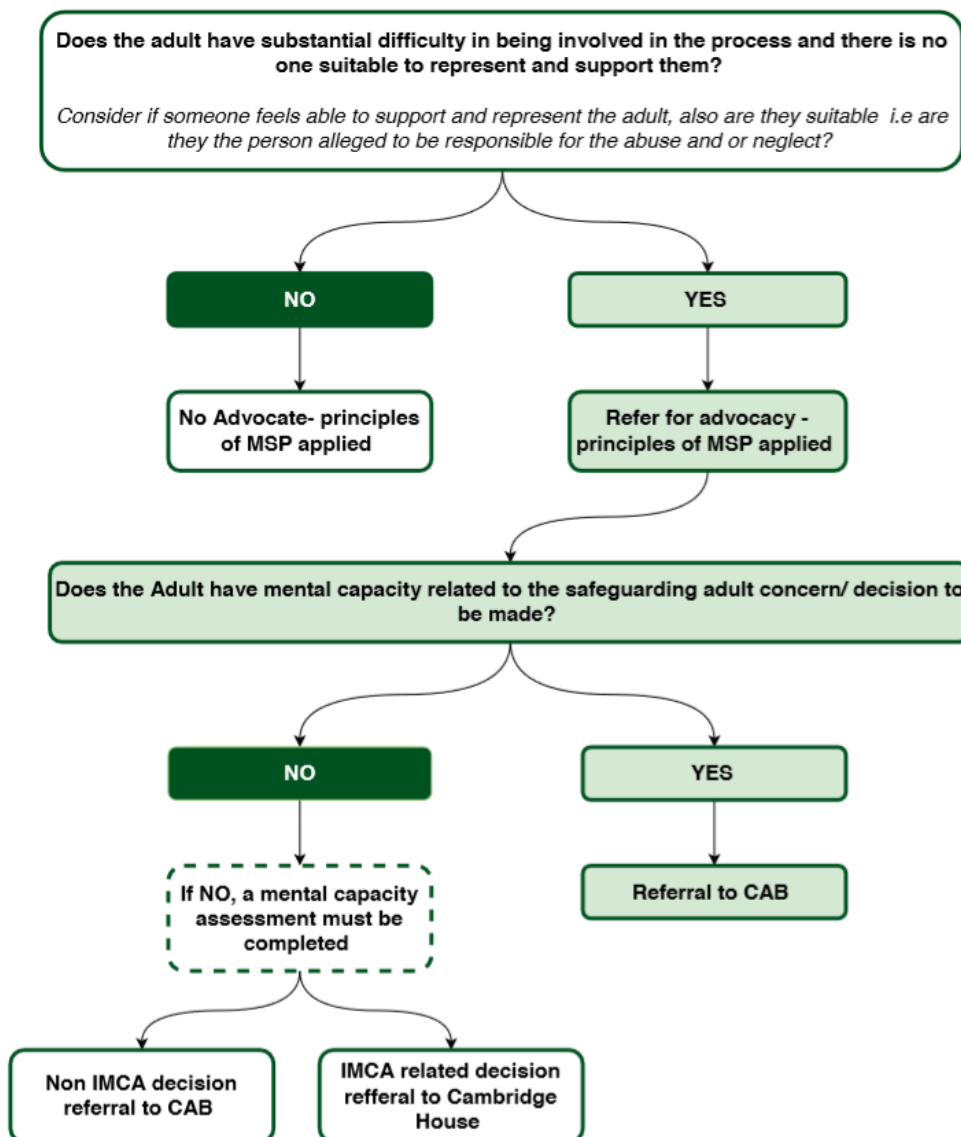 Does the adult have substantial difficulty in being involved in the process and there is no
one suitable to represent and support them?
Consider if someone feels able to support and represent the adult, also are they suitable i.e are
they the person alleged to be responsible for the abuse and or neglect?
NO
YES
No Advocate- principles
of MSP applied
Refer for advocacy -
principles of MSP applied
Does the Adult have mental capacity related to the safeguarding adult concern/ decision to
be made?
NO
YES
If NO, a mental capacity
assessment must be
completed
Referral to CAB
Non IMCA decision
referral to CAB
IMCA related decision
refferal to Cambridge
House